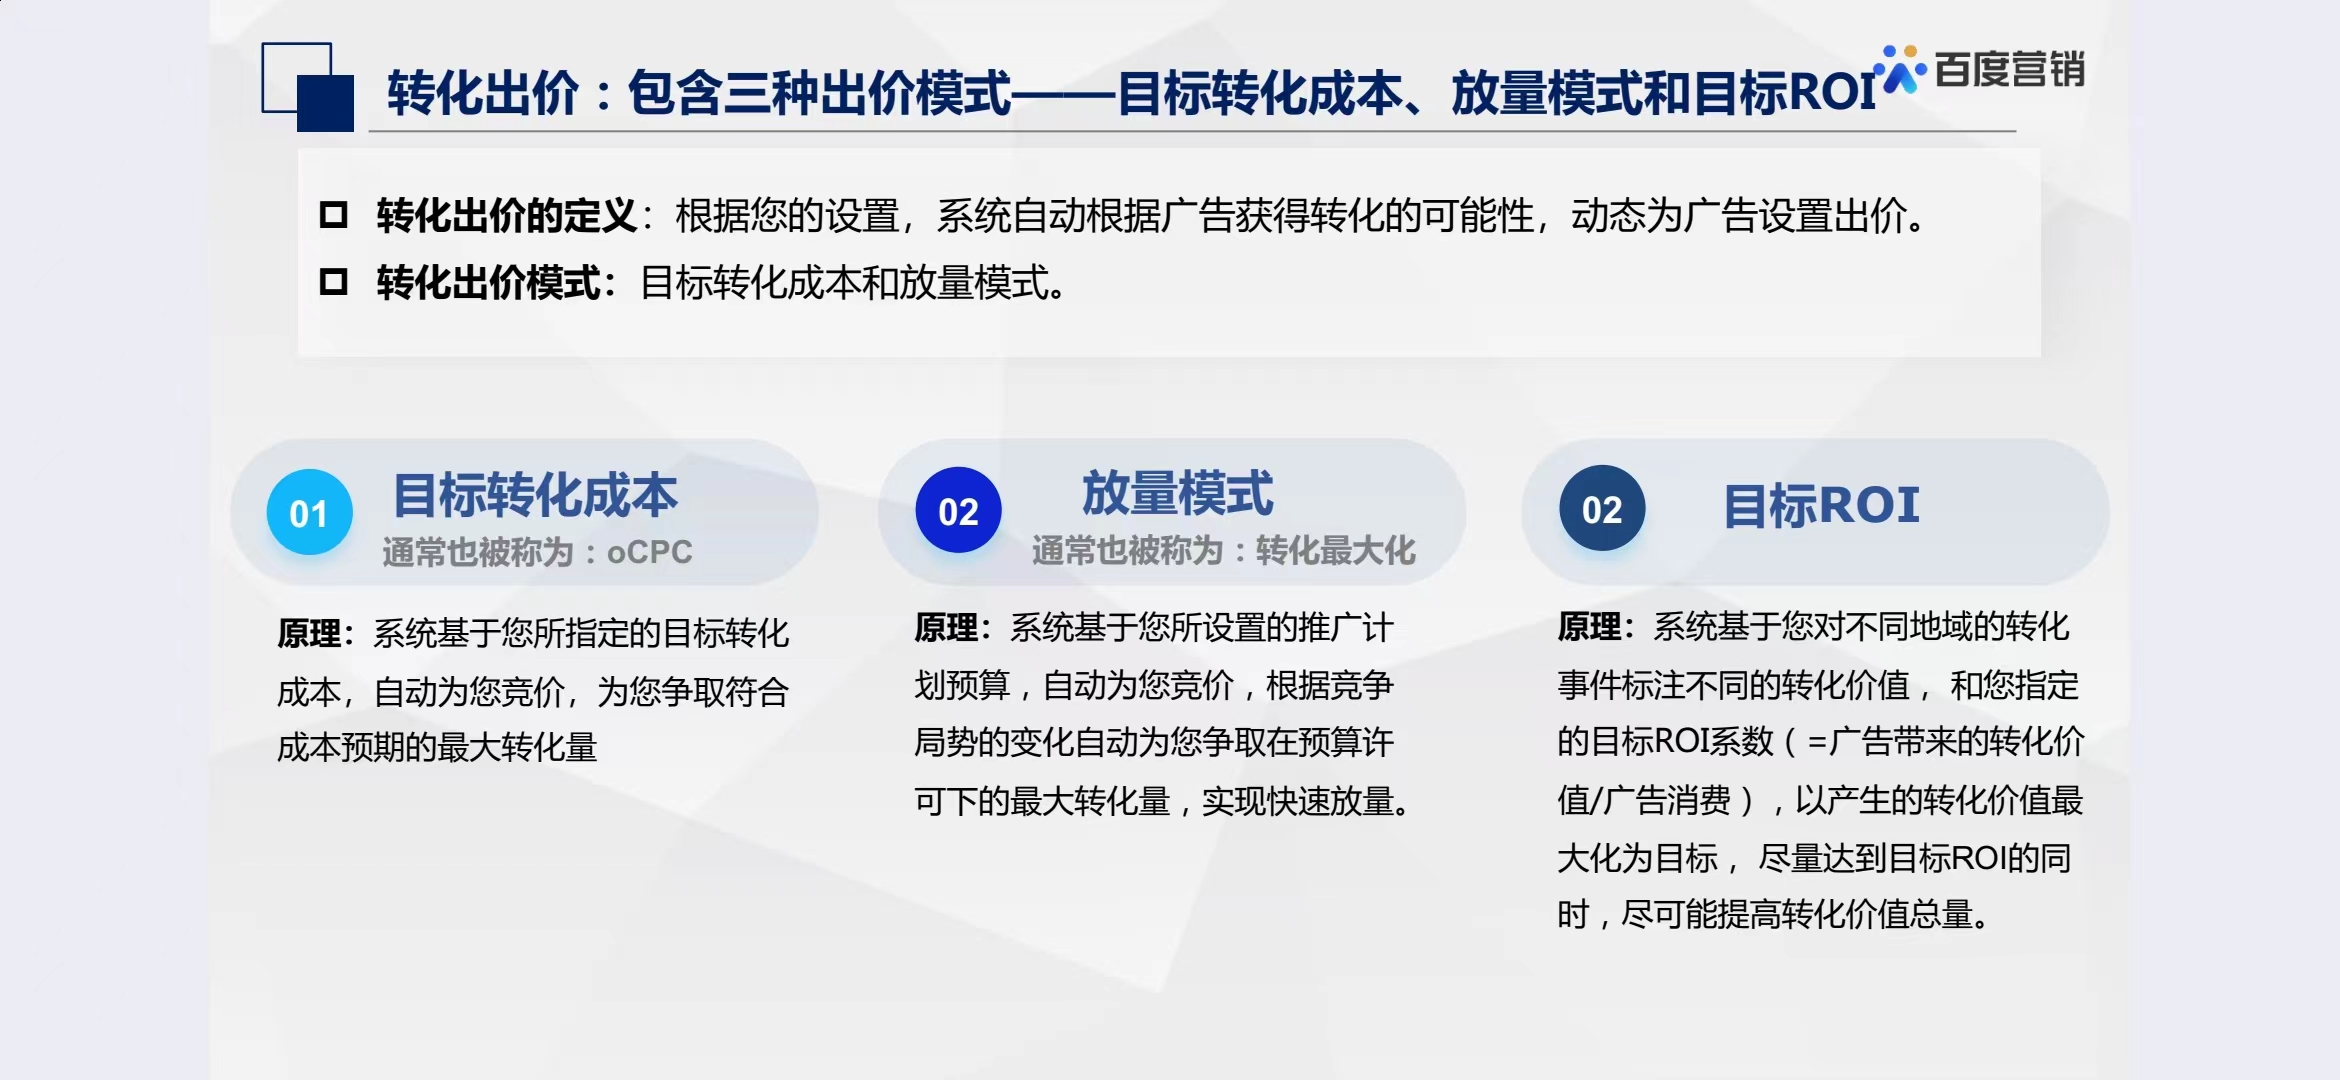 转化出价：包含三种出价模式——目标转化成本、放量模式和目标ROI
百度营销
转化出价的定义：根据您的设置，系统自动根据广告获得转化的可能性，动态为广告设置出价。
转化出价模式：目标转化成本和放量模式。
01
目标转化成本
通常也被称为：oCPC
原理：系统基于您所指定的目标转化
成本，自动为您竞价，为您争取符合
成本预期的最大转化量
02
放量模式
通常也被称为：转化最大化
原理：系统基于您所设置的推广计
划预算，自动为您竞价，根据竞争
局势的变化自动为您争取在预算许
可下的最大转化量，实现快速放量。
02
目标ROI
原理：系统基于您对不同地域的转化
事件标注不同的转化价值，和您指定
的目标ROI系数（=广告带来的转化价
值/广告消费），以产生的转化价值最
大化为目标，尽量达到目标ROI的同
时，尽可能提高转化价值总量。